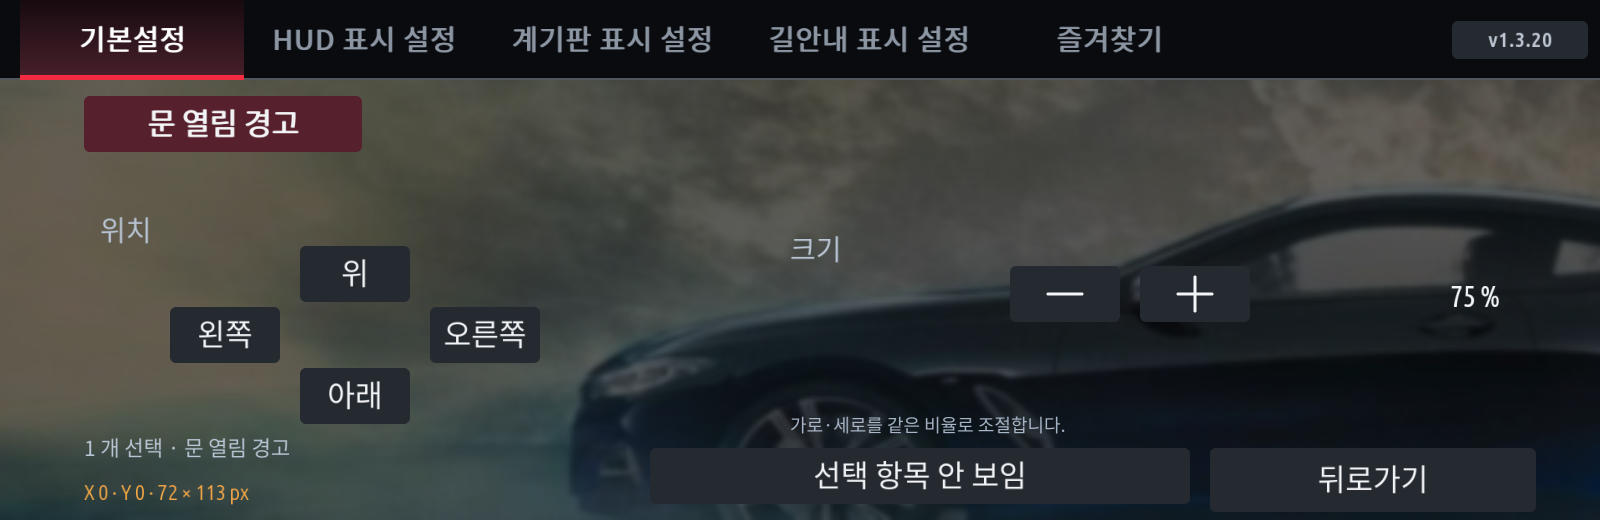 기본설정
HUD 표시 설정
계기판 표시 설정
길안내 표시 설정
즐겨찾기
v1.3.20
문 열림 경고
위치
위
왼쪽
오른쪽
아래
크기
75 %
1 개 선택 · 문 열림 경고
X 0 · Y 0 · 72 × 113 px
가로 · 세로를 같은 비율로 조절합니다.
선택 항목 안 보임
뒤로가기